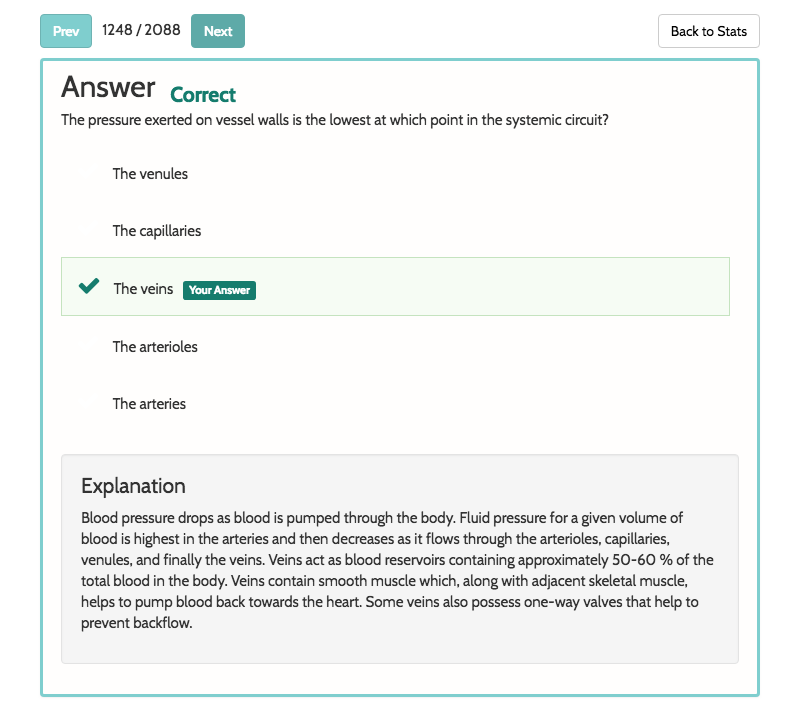 Prev 1248 / 2088 Next Back to Stats
Answer Correct
The pressure exerted on vessel walls is the lowest at which point in the systemic circuit?
The venules
The capillaries
The veins Your Answer
The arterioles
The arteries
Explanation
Blood pressure drops as blood is pumped through the body. Fluid pressure for a given volume of
blood is highest in the arteries and then decreases as it flows through the arterioles, capillaries,
venules, and finally the veins. Veins act as blood reservoirs containing approximately 50-60 % of the
total blood in the body. Veins contain smooth muscle which, along with adjacent skeletal muscle,
helps to pump blood back towards the heart. Some veins also possess one-way valves that help to
prevent backflow.